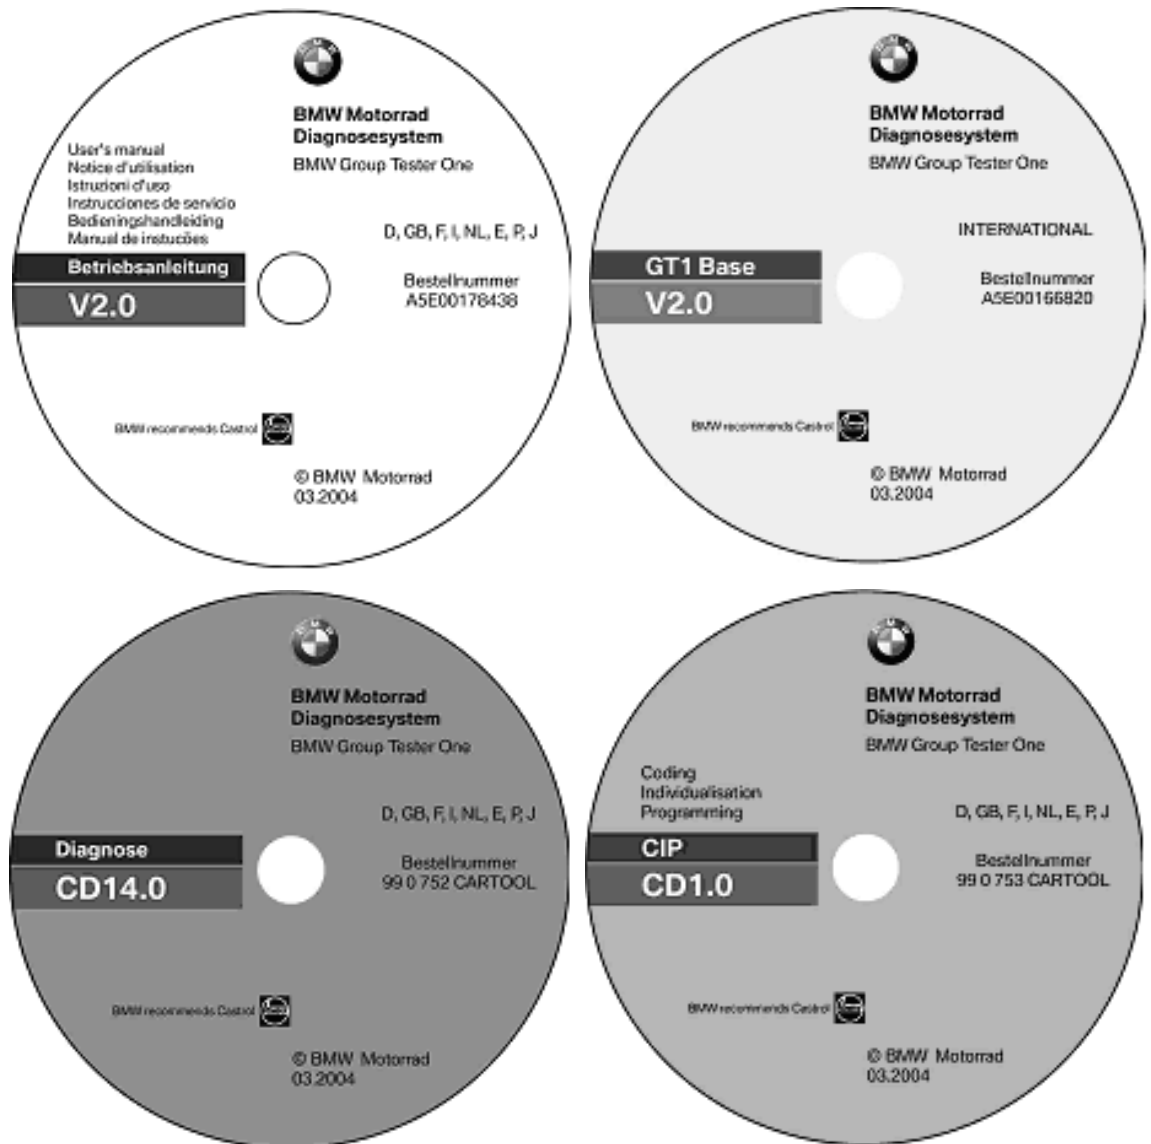 BMW
BMW Motorrad
Diagnosesystem
BMW Group Tester One
User's manual
Notice d'utilisation
Istruzioni d'uso
Instrucciones de servicio
Bedieningshandleiding
Manual de instucões
D, GB, F, I, NL, E, P, J
Betriebsanleitung
V2.0
Bestellnummer
A5E00178438
BMW recommends Castrol
© BMW Motorrad
03.2004
BMW
BMW Motorrad
Diagnosesystem
BMW Group Tester One
INTERNATIONAL
GT1 Base
V2.0
Bestellnummer
A5E00166820
BMW recommends Castrol
© BMW Motorrad
03.2004
BMW
BMW Motorrad
Diagnosesystem
BMW Group Tester One
D, GB, F, I, NL, E, P, J
Diagnose
CD14.0
Bestellnummer
99 0 752 CARTOOL
BMW recommends Castrol
© BMW Motorrad
03.2004
BMW
BMW Motorrad
Diagnosesystem
BMW Group Tester One
Coding
Individualisation
Programming
D, GB, F, I, NL, E, P, J
CIP
CD1.0
Bestellnummer
99 0 753 CARTOOL
BMW recommends Castrol
© BMW Motorrad
03.2004